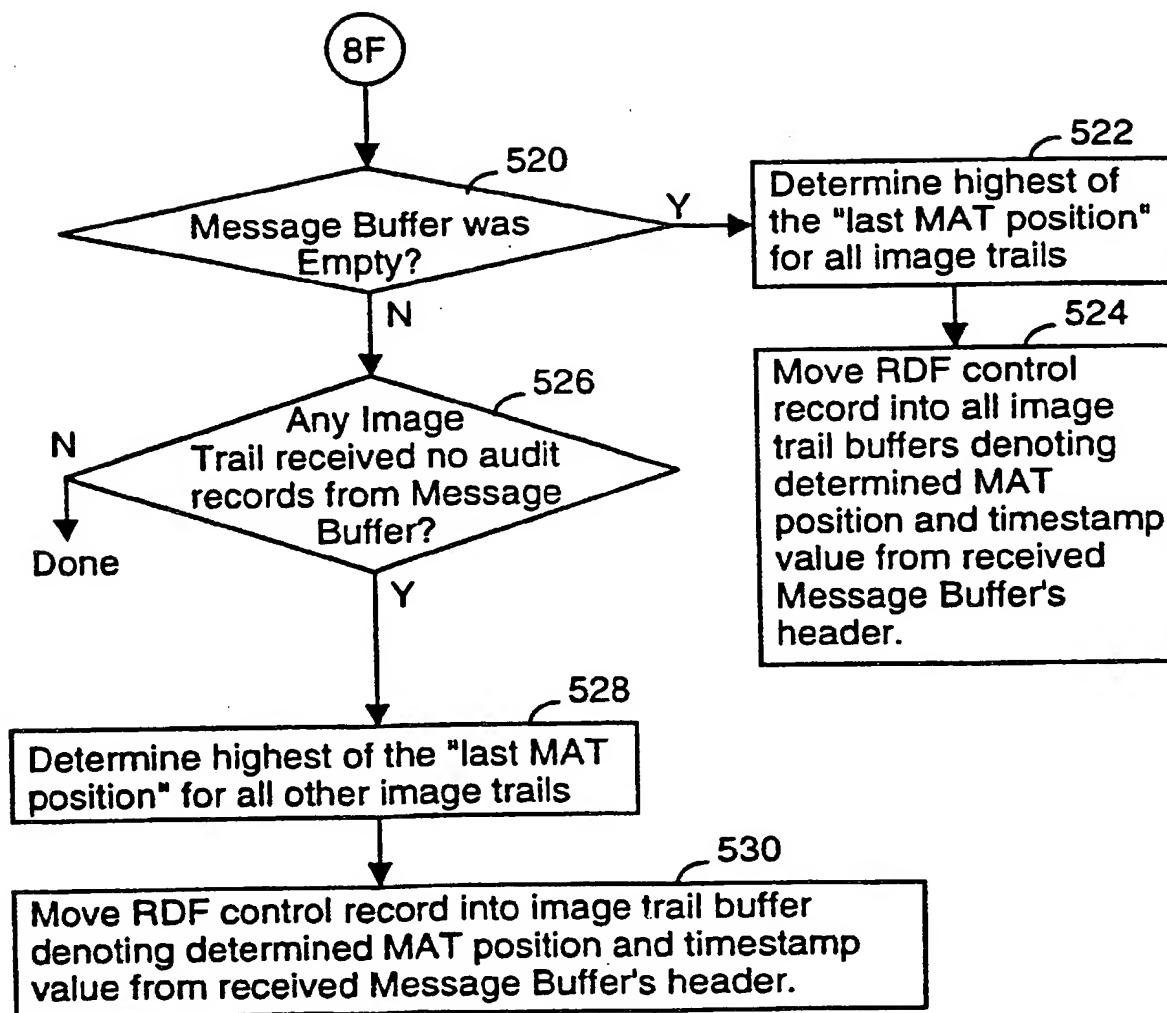 8F
520
Message Buffer was
Empty?
Y
N
522
Determine highest of
the "last MAT position"
for all image trails
524
Move RDF control
record into all image
trail buffers denoting
determined MAT
position and timestamp
value from received
Message Buffer's
header.
526
Any Image
Trail received no audit
records from Message
Buffer?
N
Done
Y
528
Determine highest of the "last MAT
position" for all other image trails
530
Move RDF control record into image trail buffer
denoting determined MAT position and timestamp
value from received Message Buffer's header.